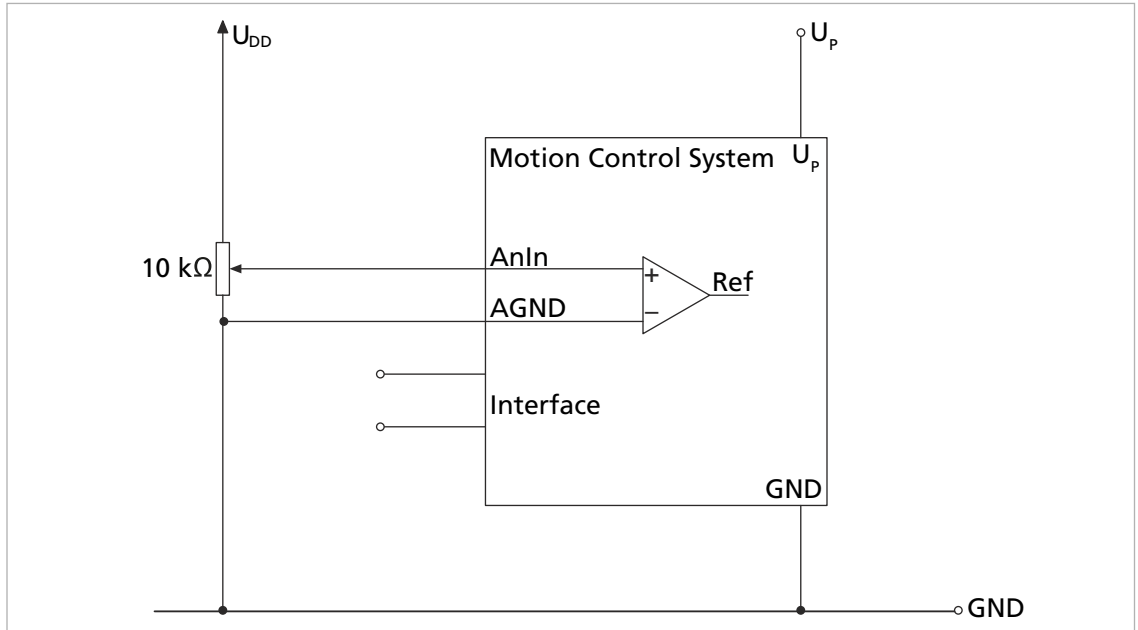 U_DD
U_P
Motion Control System U_P
AnIn
10 kΩ
+
Ref
AGND
−
Interface
GND
GND